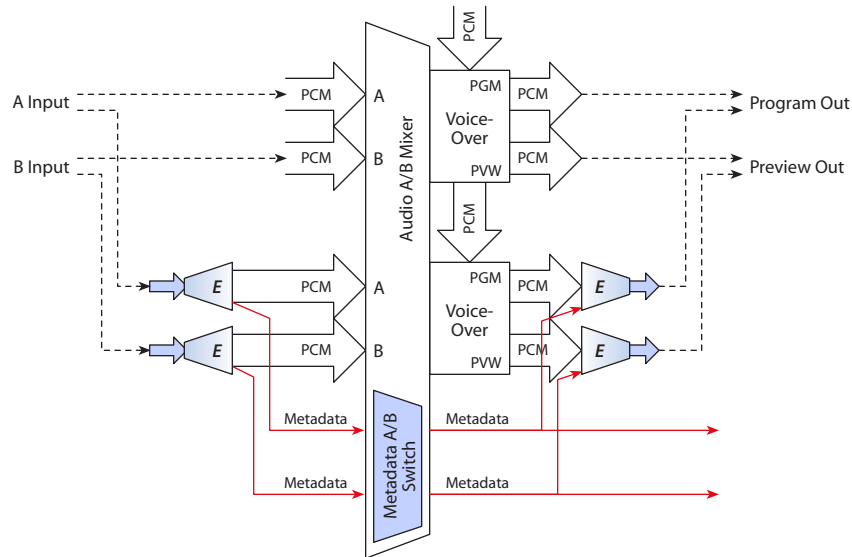 PCM
A Input
PCM
A
PGM
PCM
Program Out
Voice-
Over
B Input
PCM
B
PVW
PCM
Preview Out
Audio A/B Mixer
PCM
E
PCM
A
PGM
PCM
E
Voice-
Over
E
PCM
B
PVW
PCM
E
Metadata
Metadata
Metadata A/B
Switch
Metadata
Metadata